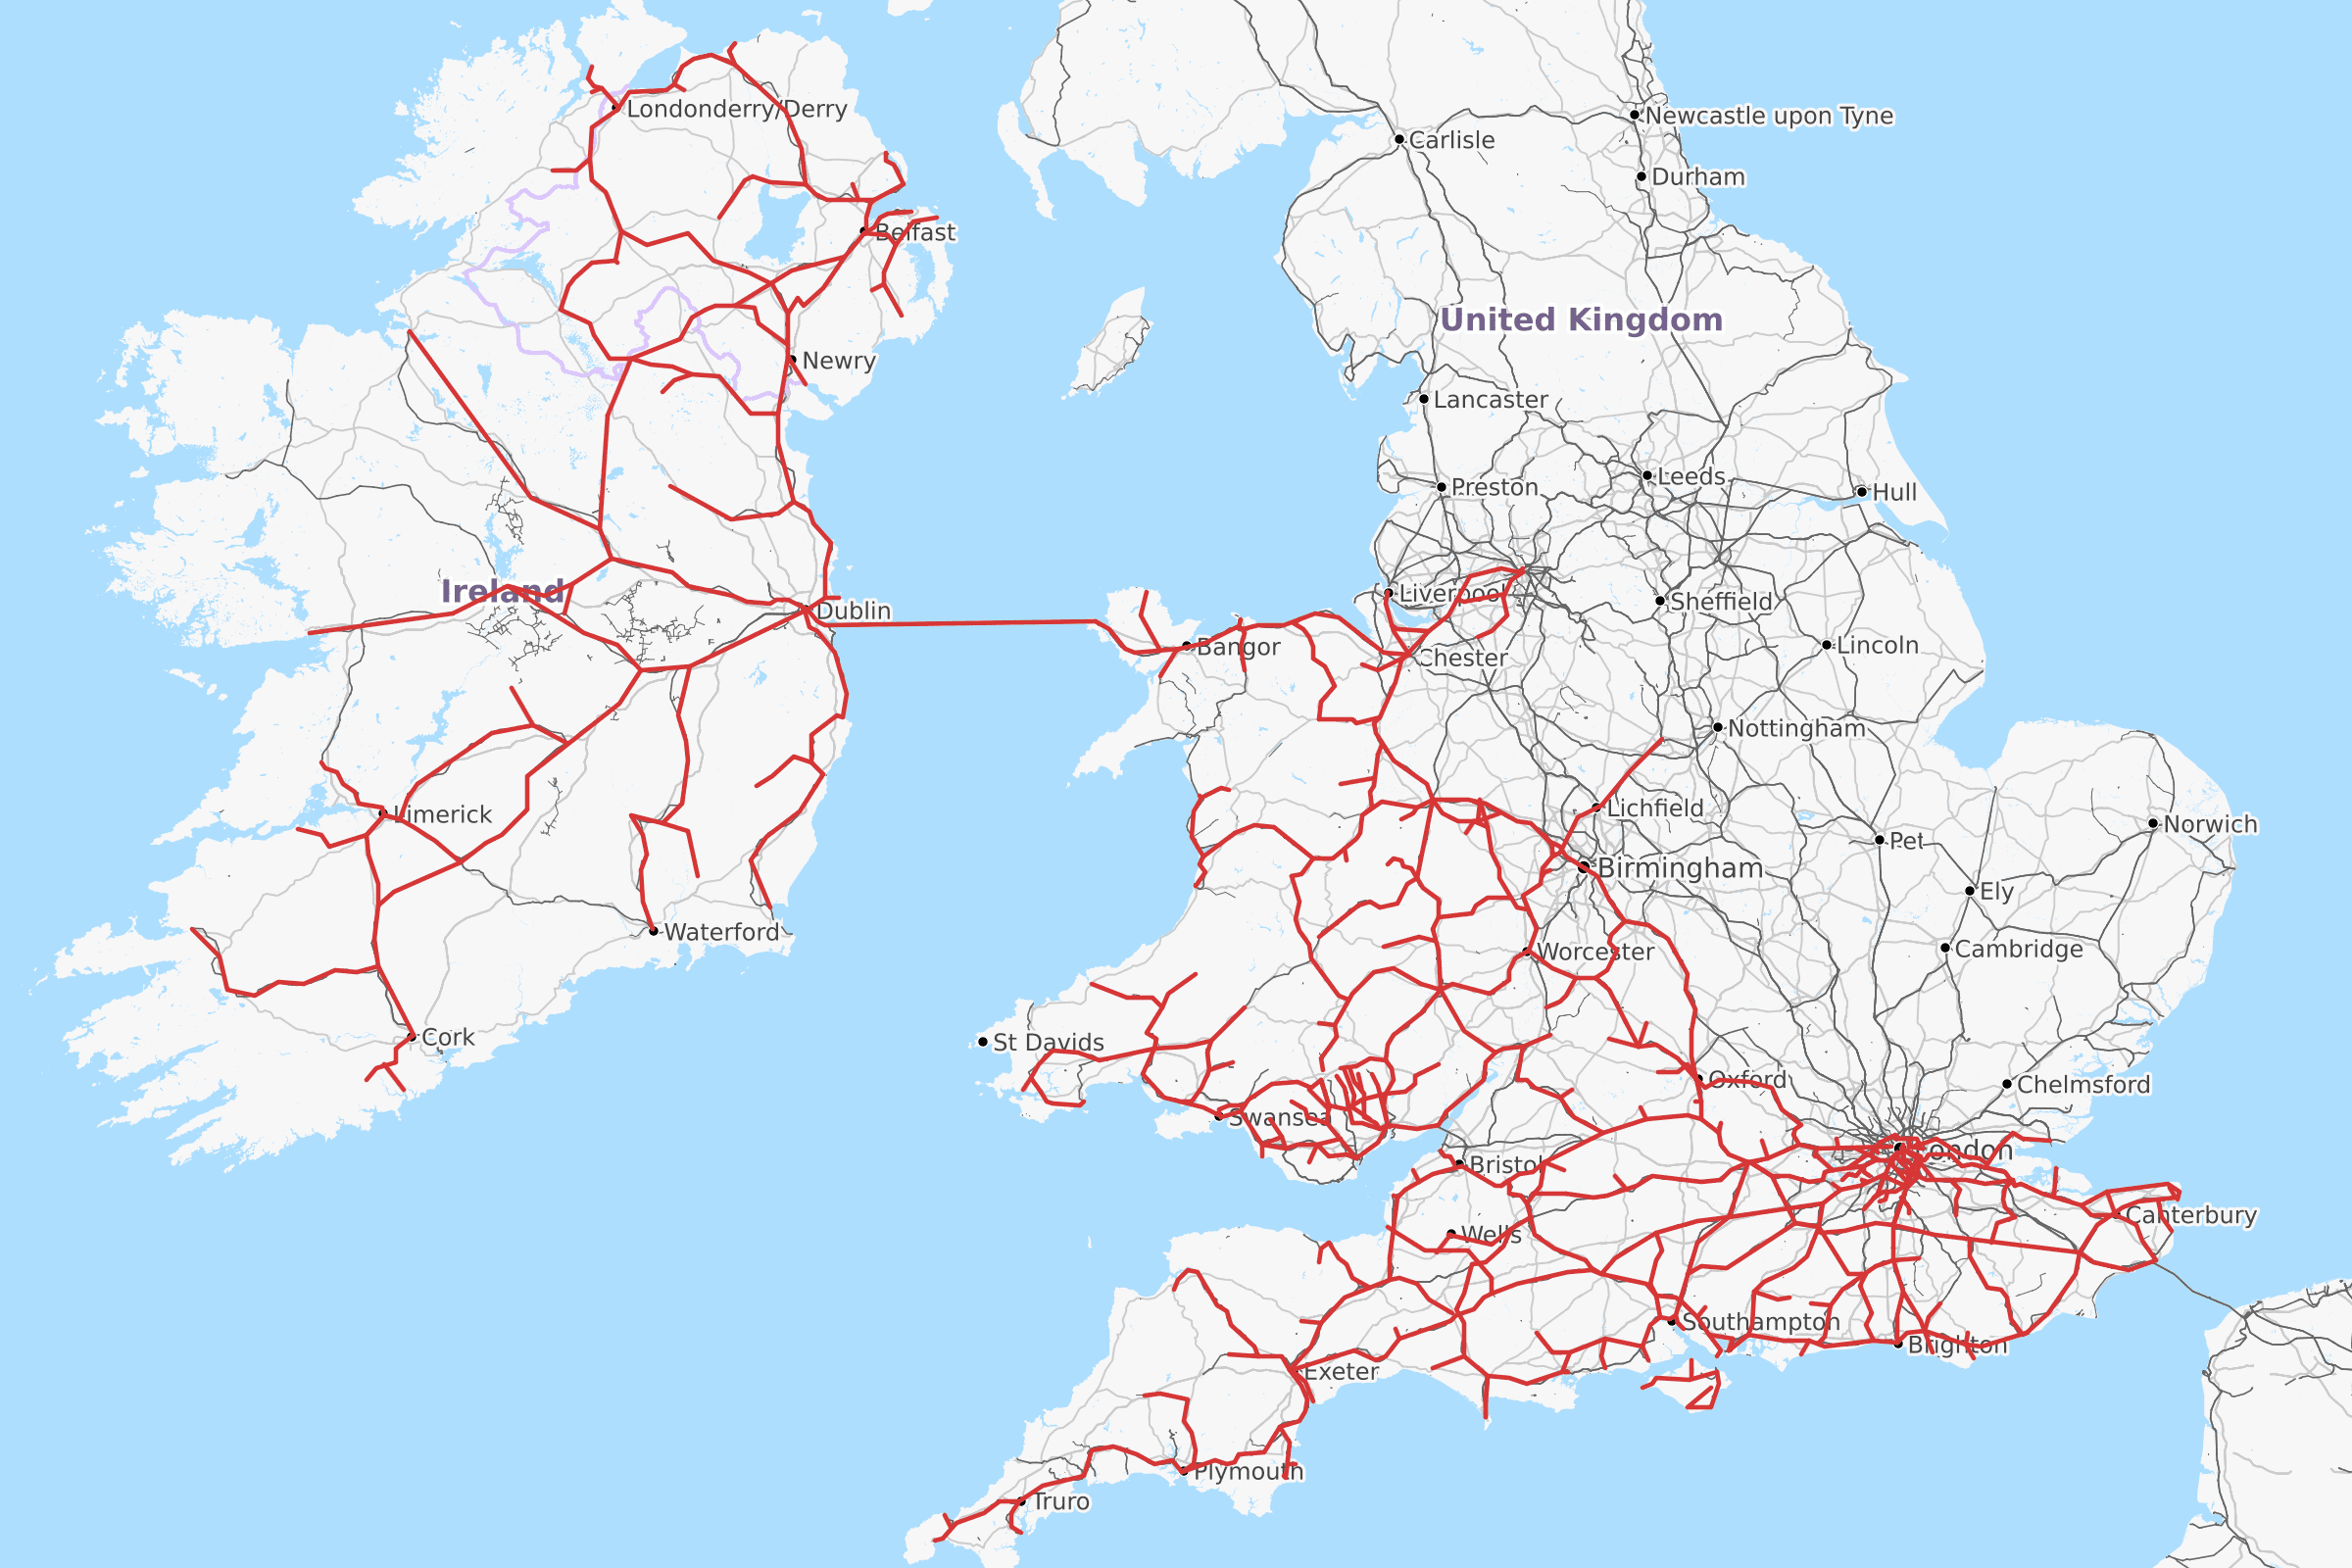 Londonderry/Derry
Newcastle upon Tyne
Carlisle
Durham
Belfast
United Kingdom
Newry
Lancaster
Leeds
Preston
Hull
Ireland
Liverpool
Sheffield
Dublin
Bangor
Lincoln
Chester
Nottingham
Lichfield
Limerick
Norwich
Pet
Birmingham
Ely
Waterford
Cambridge
Worcester
Cork
St Davids
Oxford
Chelmsford
Swansea
London
Bristol
Canterbury
Wells
Southampton
Brighton
Exeter
Plymouth
Truro